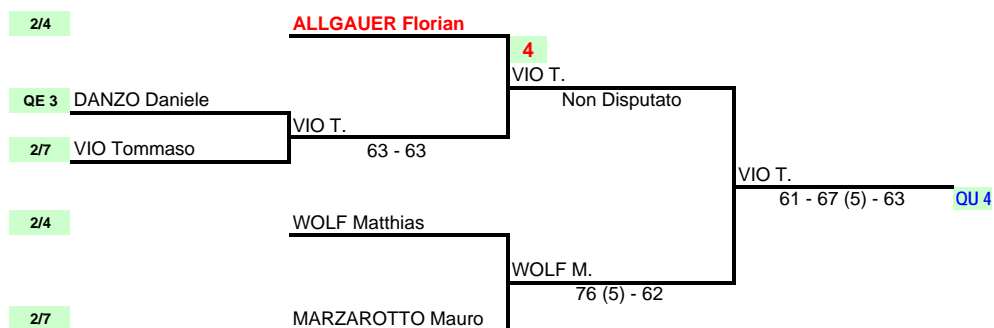 2/4 ALLGAUER Florian
4
VIO T.
QE 3 DANZO Daniele
Non Disputato
VIO T.
2/7 VIO Tommaso
63 - 63
VIO T.
61 - 67 (5) - 63 QU 4
2/4 WOLF Matthias
WOLF M.
76 (5) - 62
2/7 MARZAROTTO Mauro